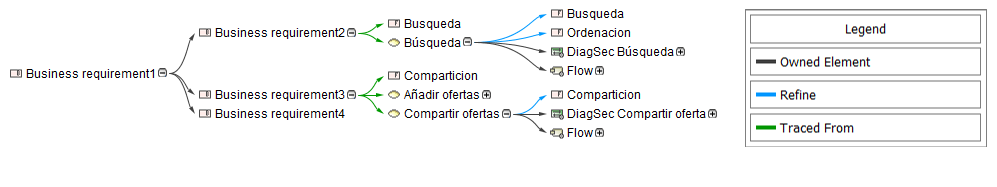 Business requirement1
Business requirement2
Busqueda
Búsqueda
Busqueda
Ordenacion
DiagSec Búsqueda
Flow
Business requirement3
Comparticion
Añadir ofertas
Compartir ofertas
Comparticion
DiagSec Compartir oferta
Flow
Business requirement4
Legend
Owned Element
Refine
Traced From